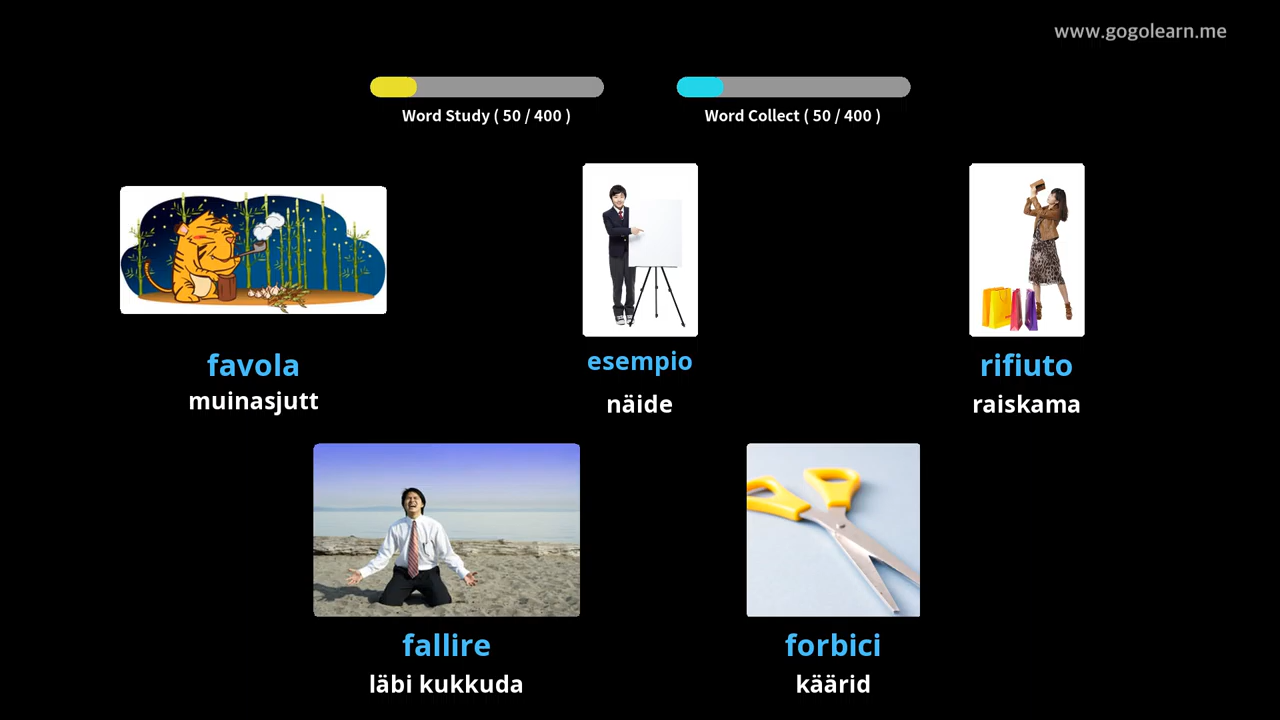 www.gogolearn.me
Word Study ( 50 / 400 )
Word Collect ( 50 / 400 )
favola
muinasjutt
esempio
näide
rifiuto
raiskama
fallire
läbi kukkuda
forbici
käärid